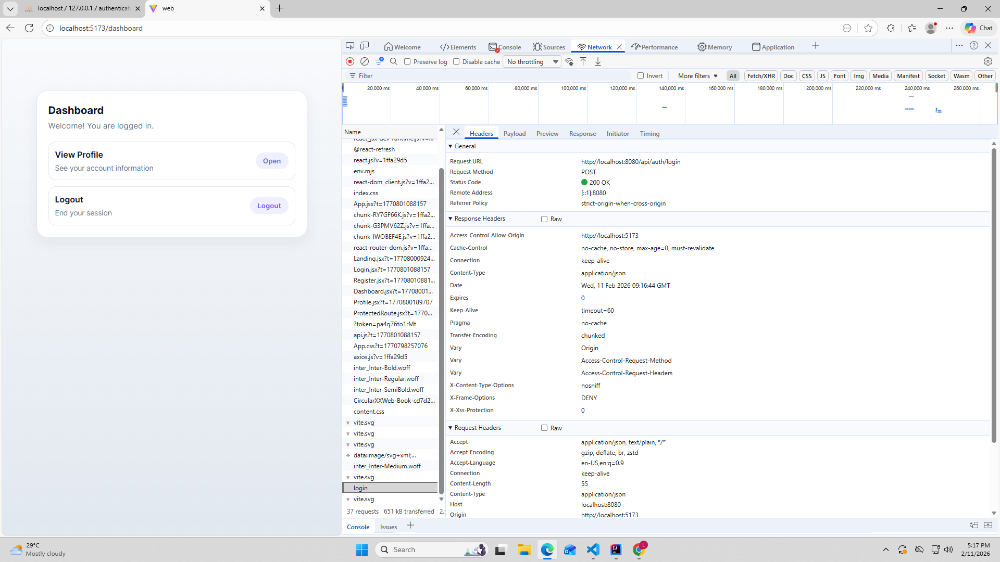 localhost / 127.0.0.1 / authenticat
web
localhost:5173/dashboard
Chat
Dashboard
Welcome! You are logged in.
View Profile
See your account information
Open
Logout
End your session
Logout
Welcome
Elements
Console
Sources
Network
Performance
Memory
Application
Preserve log
Disable cache
No throttling
Filter
Invert
More filters
All
Fetch/XHR
Doc
CSS
JS
Font
Img
Media
Manifest
Socket
Wasm
Other
20,000 ms
40,000 ms
60,000 ms
80,000 ms
100,000 ms
120,000 ms
140,000 ms
160,000 ms
180,000 ms
200,000 ms
220,000 ms
240,000 ms
260,000 ms
Name
react_jsx-dev-runtime.js?v=...
@react-refresh
react.js?v=1ffa29d5
env.mjs
react-dom_client.js?v=1ffa2...
index.css
App.jsx?t=1770801088157
chunk-RY7GF66K.js?v=1ffa2...
chunk-G3PMV62Z.js?v=1ffa...
chunk-IWOBEF4E.js?v=1ffa2...
react-router-dom.js?v=1ffa...
Landing.jsx?t=17708000924...
Login.jsx?t=1770801088157
Register.jsx?t=17708010881...
Dashboard.jsx?t=17708001...
Profile.jsx?t=1770800189707
ProtectedRoute.jsx?t=1770...
?token=pa4q76to1rMt
api.js?t=1770801088157
App.css?t=1770798257076
axios.js?v=1ffa29d5
inter_Inter-Bold.woff
inter_Inter-Regular.woff
inter_Inter-SemiBold.woff
CircularXXWeb-Book-cd7d2...
content.css
vite.svg
vite.svg
vite.svg
data:image/svg+xml;...
inter_Inter-Medium.woff
vite.svg
login
vite.svg
37 requests 651 kB transferred 2.5
Headers
Payload
Preview
Response
Initiator
Timing
General
Request URL http://localhost:8080/api/auth/login
Request Method POST
Status Code 200 OK
Remote Address [::1]:8080
Referrer Policy strict-origin-when-cross-origin
Response Headers Raw
Access-Control-Allow-Origin http://localhost:5173
Cache-Control no-cache, no-store, max-age=0, must-revalidate
Connection keep-alive
Content-Type application/json
Date Wed, 11 Feb 2026 09:16:44 GMT
Expires 0
Keep-Alive timeout=60
Pragma no-cache
Transfer-Encoding chunked
Vary Origin
Vary Access-Control-Request-Method
Vary Access-Control-Request-Headers
X-Content-Type-Options nosniff
X-Frame-Options DENY
X-Xss-Protection 0
Request Headers Raw
Accept application/json, text/plain, */*
Accept-Encoding gzip, deflate, br, zstd
Accept-Language en-US,en;q=0.9
Connection keep-alive
Content-Length 55
Content-Type application/json
Host localhost:8080
Origin http://localhost:5173
Console
Issues
29°C
Mostly cloudy
Search
L
5:17 PM
2/11/2026